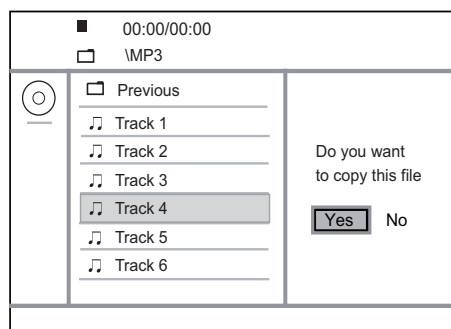 00:00/00:00
\MP3
Previous
Track 1
Track 2
Track 3
Track 4
Track 5
Track 6
Do you want
to copy this file
Yes No